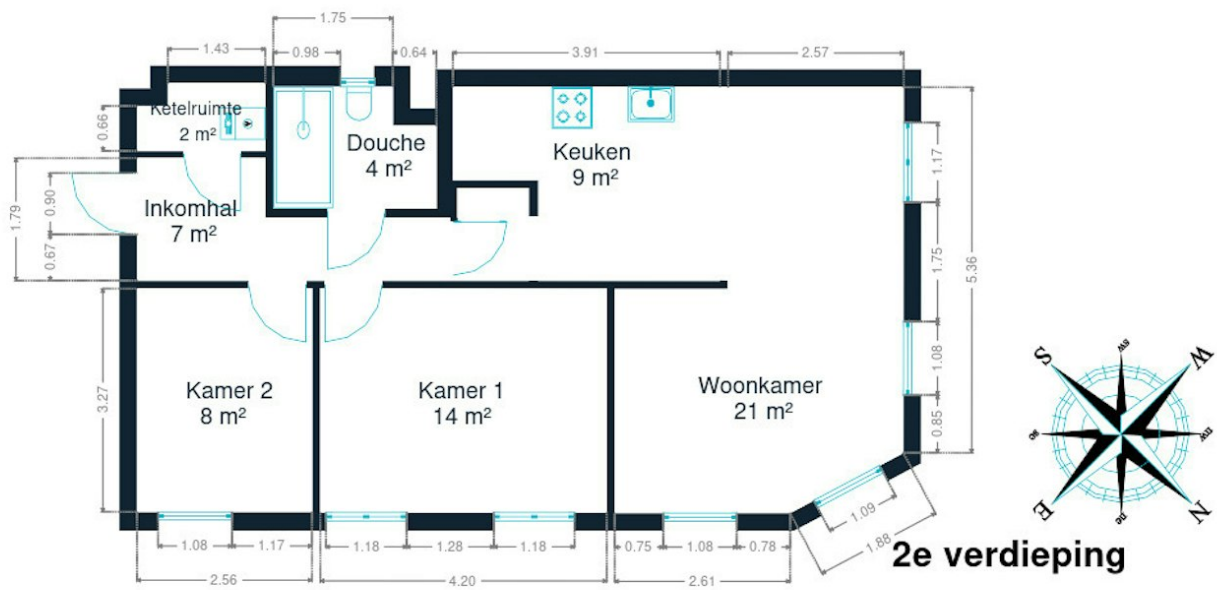 1.75
1.43
0.98
0.64
3.91
2.57
Ketelruimte
2 m²
0.66
Douche
4 m²
Keuken
9 m²
1.17
1.79
0.90
Inkomhal
7 m²
0.67
1.75
5.36
Kamer 2
8 m²
Kamer 1
14 m²
Woonkamer
21 m²
3.27
1.08
0.85
S
sw
W
nw
N
ne
E
se
1.08
1.17
1.18
1.28
1.18
0.75
1.08
0.78
1.09
1.88
2.56
4.20
2.61
2e verdieping